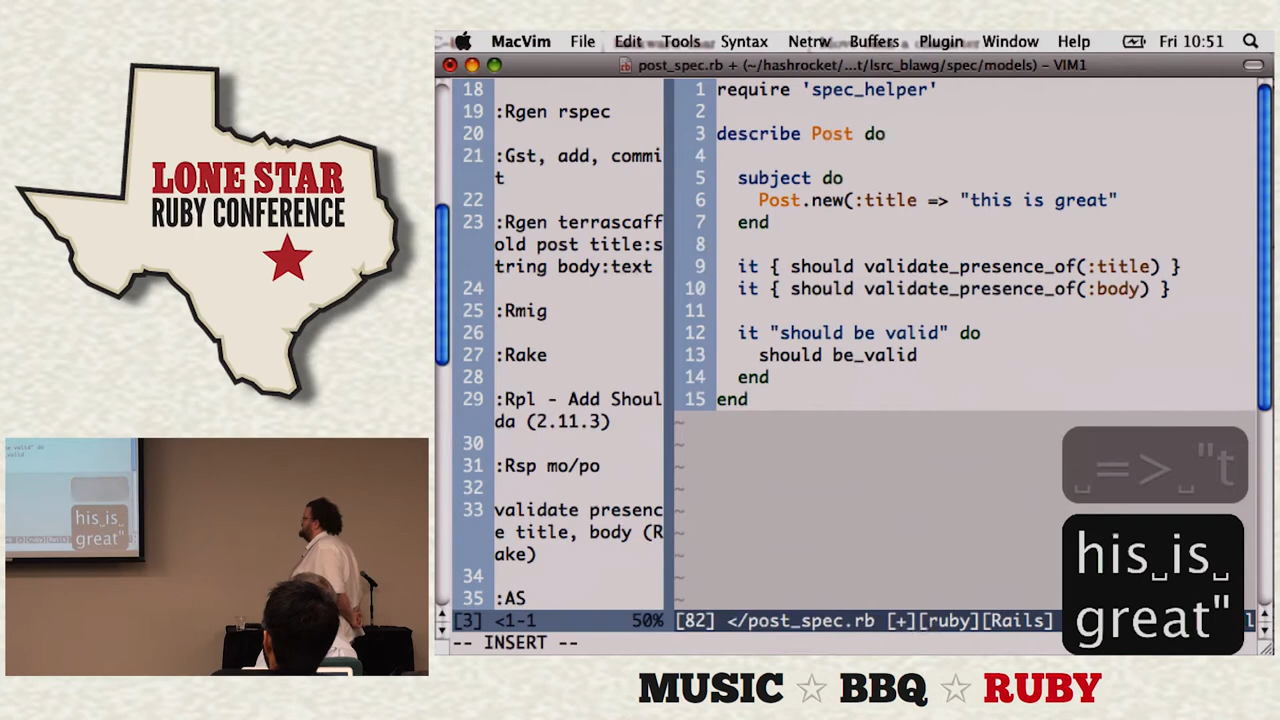 LONE STAR
RUBY CONFERENCE
MacVim File Edit Tools Syntax Netrw Buffers Plugin Window Help Fri 10:51
post_spec.rb + (~/hashrocket/...t/lsrc_blawg/spec/models) - VIM1
18
19 :Rgen rspec
20
21 :Gst, add, commi
t
22
23 :Rgen terrascaff
old post title:s
tring body:text
24
25 :Rmig
26
27 :Rake
28
29 :Rpl - Add Shoul
da (2.11.3)
30
31 :Rsp mo/po
32
33 validate presenc
e title, body (R
ake)
34
35 :AS
[3] <1-1 50%
1 require 'spec_helper'
2
3 describe Post do
4
5 subject do
6 Post.new(:title => "this is great"
7 end
8
9 it { should validate_presence_of(:title) }
10 it { should validate_presence_of(:body) }
11
12 it "should be valid" do
13 should be_valid
14 end
15 end
~
~
~
~
~
~
~
~
~
[82] </post_spec.rb [+][ruby][Rails]
-- INSERT --
␣=>␣"t
his␣is␣
great"
his␣is␣
great"
MUSIC ☆ BBQ ☆ RUBY